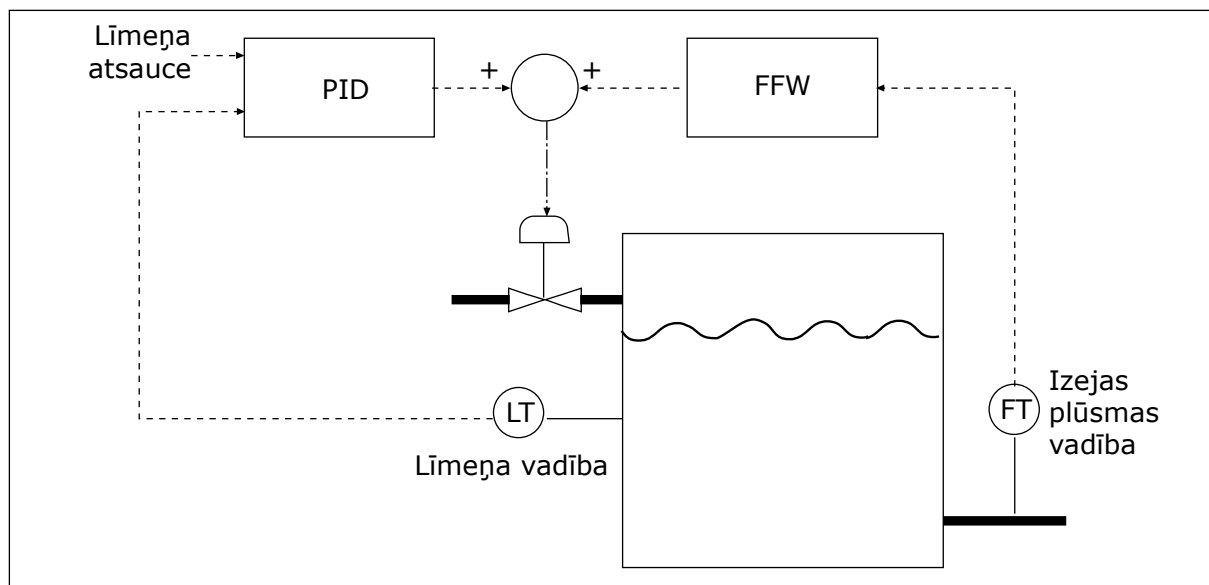 Līmeņa
atsauce
PID
+
+
FFW
LT
Līmeņa vadība
FT
Izejas
plūsmas
vadība